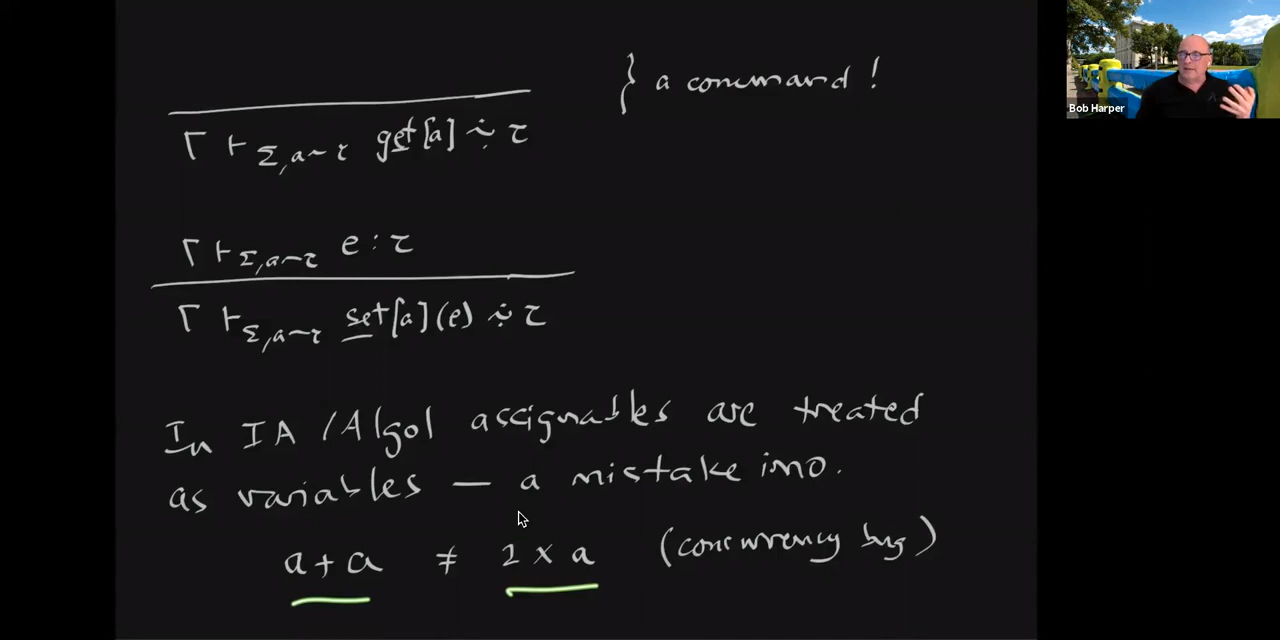 } a command !
Bob Harper
Γ ⊢ Σ, a ~ τ get [a] ∻ τ
Γ ⊢ Σ, a ~ τ e : τ
Γ ⊢ Σ, a ~ τ set [a] (e) ∻ τ
In IA / Algol assignables are treated
as variables — a mistake imo.
a + a ≠ 2 × a (concurrency bug)